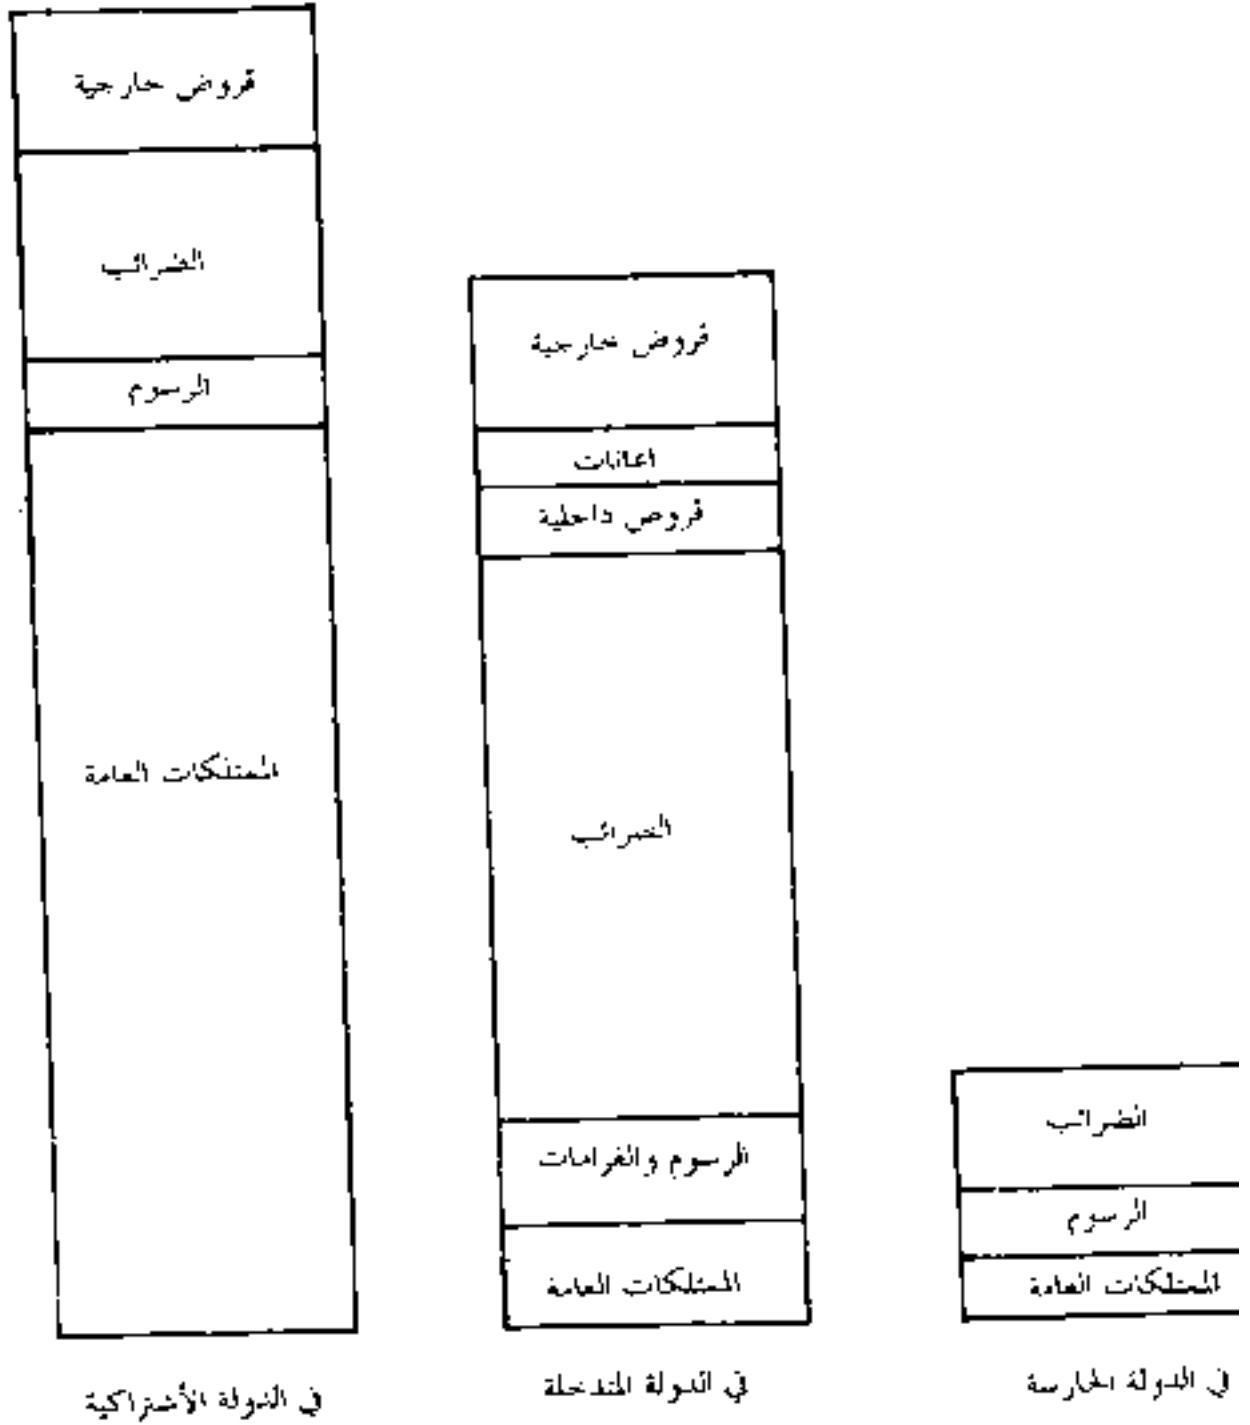 الضرائب
الرسوم
الممتلكات العامة
في الدولة الحارسة
قروض خارجية
اعانات
قروض داخلية
الضرائب
الرسوم والغرامات
الممتلكات العامة
في الدولة المتدخلة
قروض خارجية
الضرائب
الرسوم
الممتلكات العامة
في الدولة الأشتراكية